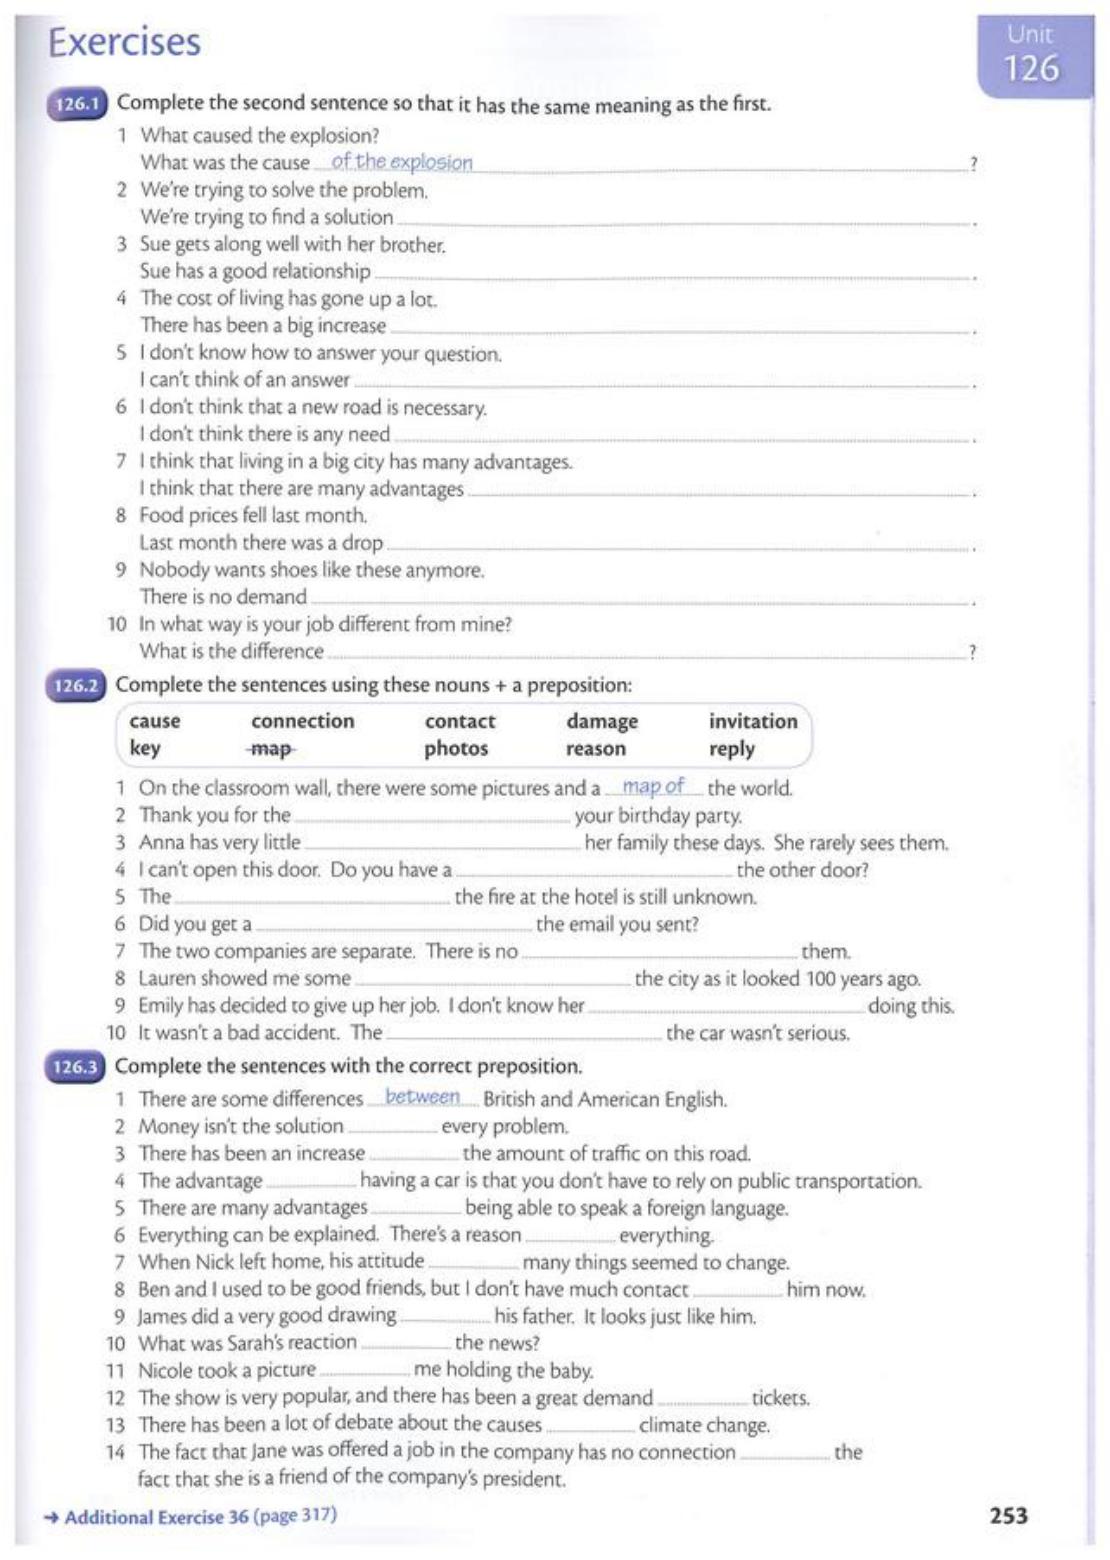 Exercises
Unit
126
126.1 Complete the second sentence so that it has the same meaning as the first.
1 What caused the explosion?
What was the cause of the explosion ?
2 We're trying to solve the problem.
We're trying to find a solution .
3 Sue gets along well with her brother.
Sue has a good relationship .
4 The cost of living has gone up a lot.
There has been a big increase .
5 I don't know how to answer your question.
I can't think of an answer .
6 I don't think that a new road is necessary.
I don't think there is any need .
7 I think that living in a big city has many advantages.
I think that there are many advantages .
8 Food prices fell last month.
Last month there was a drop .
9 Nobody wants shoes like these anymore.
There is no demand .
10 In what way is your job different from mine?
What is the difference ?
126.2 Complete the sentences using these nouns + a preposition:
cause connection contact damage invitation
key map photos reason reply
1 On the classroom wall, there were some pictures and a map of the world.
2 Thank you for the your birthday party.
3 Anna has very little her family these days. She rarely sees them.
4 I can't open this door. Do you have a the other door?
5 The the fire at the hotel is still unknown.
6 Did you get a the email you sent?
7 The two companies are separate. There is no them.
8 Lauren showed me some the city as it looked 100 years ago.
9 Emily has decided to give up her job. I don't know her doing this.
10 It wasn't a bad accident. The the car wasn't serious.
126.3 Complete the sentences with the correct preposition.
1 There are some differences between British and American English.
2 Money isn't the solution every problem.
3 There has been an increase the amount of traffic on this road.
4 The advantage having a car is that you don't have to rely on public transportation.
5 There are many advantages being able to speak a foreign language.
6 Everything can be explained. There's a reason everything.
7 When Nick left home, his attitude many things seemed to change.
8 Ben and I used to be good friends, but I don't have much contact him now.
9 James did a very good drawing his father. It looks just like him.
10 What was Sarah's reaction the news?
11 Nicole took a picture me holding the baby.
12 The show is very popular, and there has been a great demand tickets.
13 There has been a lot of debate about the causes climate change.
14 The fact that Jane was offered a job in the company has no connection the
fact that she is a friend of the company's president.
→ Additional Exercise 36 (page 317)
253